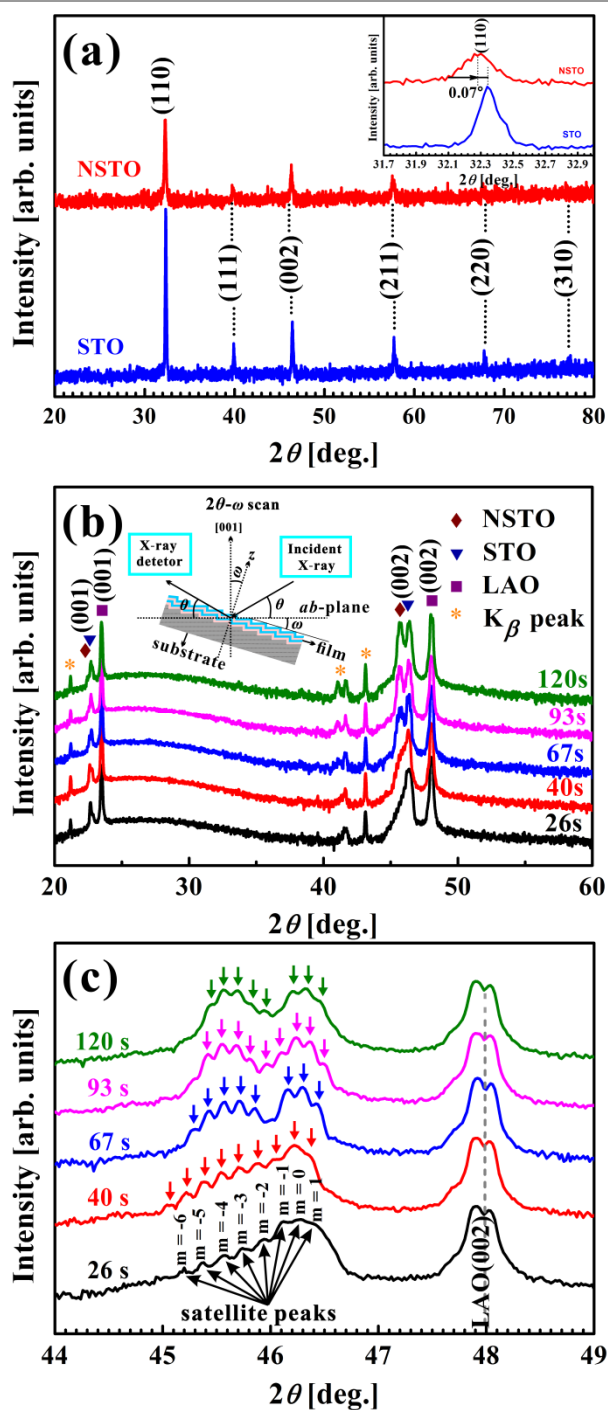 (a)
Intensity [arb. units]
(110)
NSTO
STO
(111)
(002)
(211)
(220)
(310)
20 30 40 50 60 70 80
2θ [deg.]
Intensity [arb. units]
(110)
NSTO
0.07°
STO
31.7 31.9 32.1 32.3 32.5 32.7 32.9
2θ [deg.]
(b)
Intensity [arb. units]
2θ-ω scan
[001]
X-ray
detetor
Incident
X-ray
z
ω
θ
θ
ab-plane
ω
substrate
film
(001)
(001)
(002)
(002)
NSTO
STO
LAO
Kβ peak
120s
93s
67s
40s
26s
20 30 40 50 60
2θ [deg.]
(c)
Intensity [arb. units]
120 s
93 s
67 s
40 s
26 s
m = -6
m = -5
m = -4
m = -3
m = -2
m = -1
m = 0
m = 1
satellite peaks
LAO(002)
44 45 46 47 48 49
2θ [deg.]